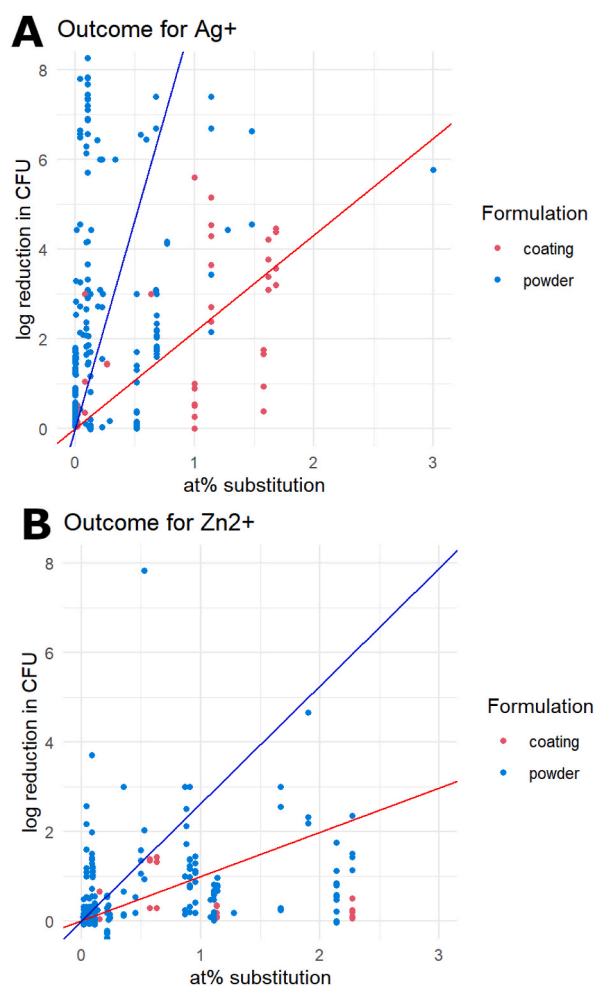 A Outcome for Ag+
log reduction in CFU
8
6
4
2
0
0 1 2 3
at% substitution
Formulation
coating
powder
B Outcome for Zn2+
log reduction in CFU
8
6
4
2
0
0 1 2 3
at% substitution
Formulation
coating
powder